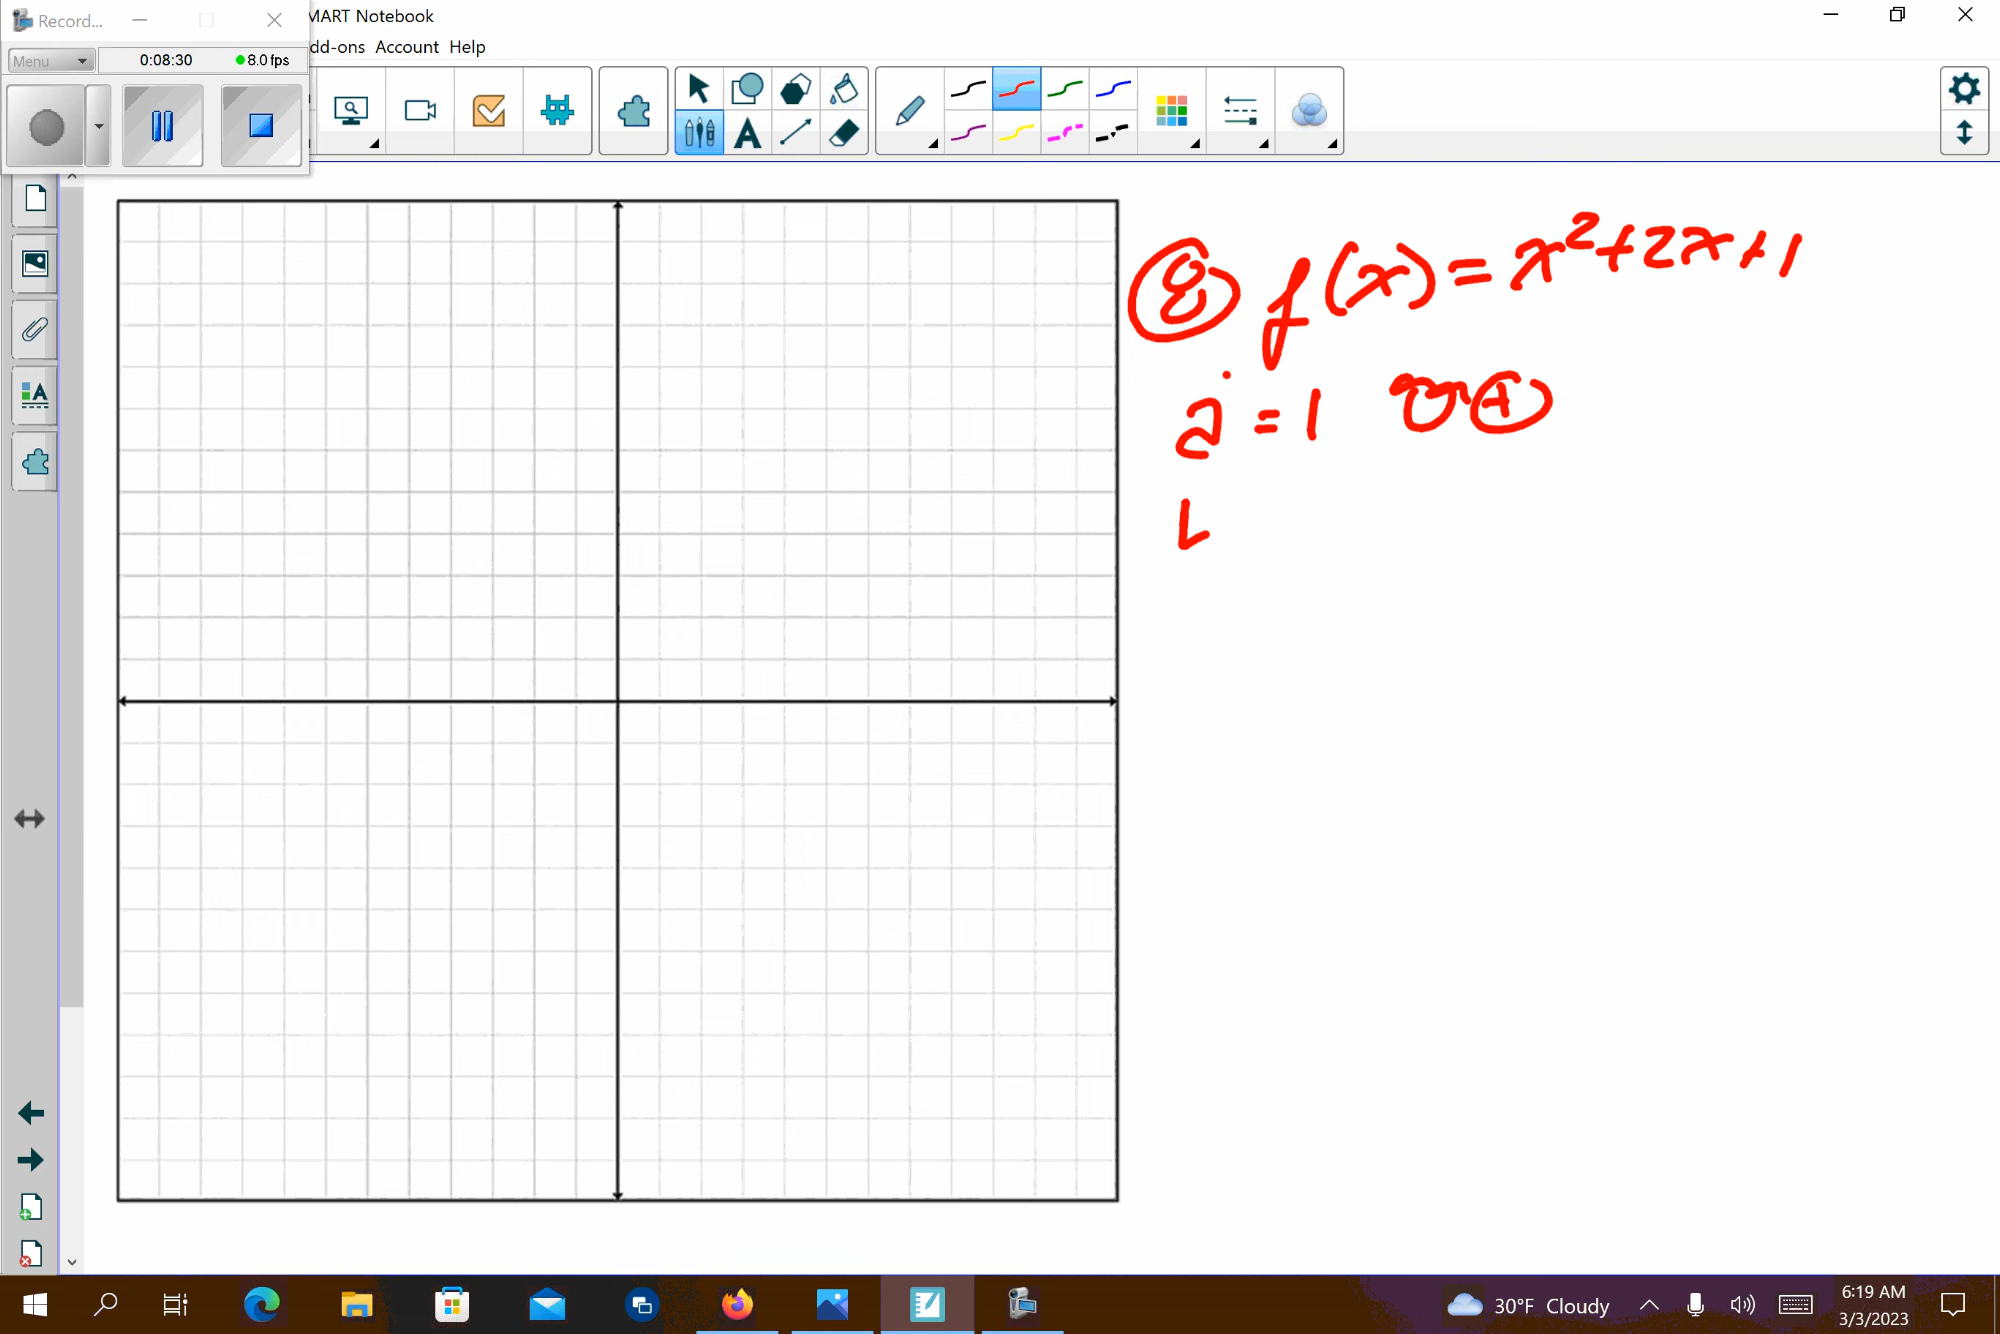 Record...
MART Notebook
dd-ons Account Help
Menu
0:08:30
8.0 fps
8 f(x) = x²+2x+1
a = 1 or +
30°F Cloudy
6:19 AM
3/3/2023